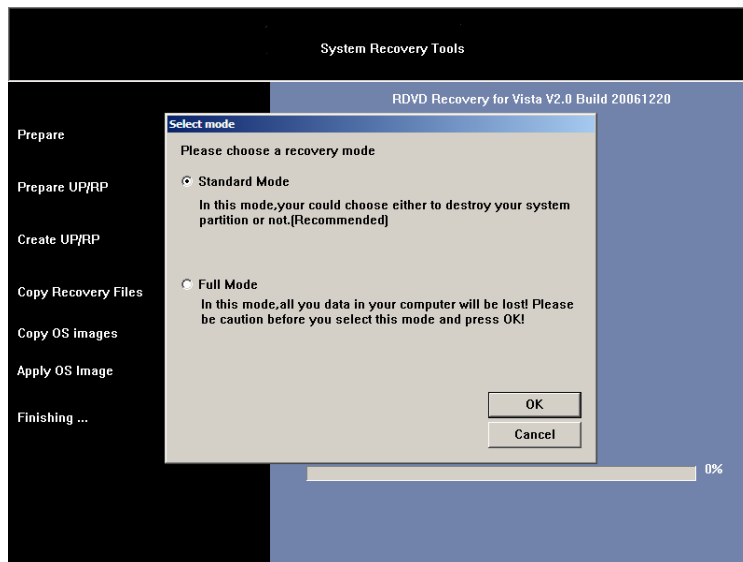 System Recovery Tools
RDVD Recovery for Vista V2.0 Build 20061220
Prepare
Prepare UP/RP
Create UP/RP
Copy Recovery Files
Copy OS images
Apply OS Image
Finishing ...
Select mode
Please choose a recovery mode
Standard Mode
In this mode,your could choose either to destroy your system
partition or not.(Recommended)
Full Mode
In this mode,all you data in your computer will be lost! Please
be caution before you select this mode and press OK!
OK
Cancel
0%